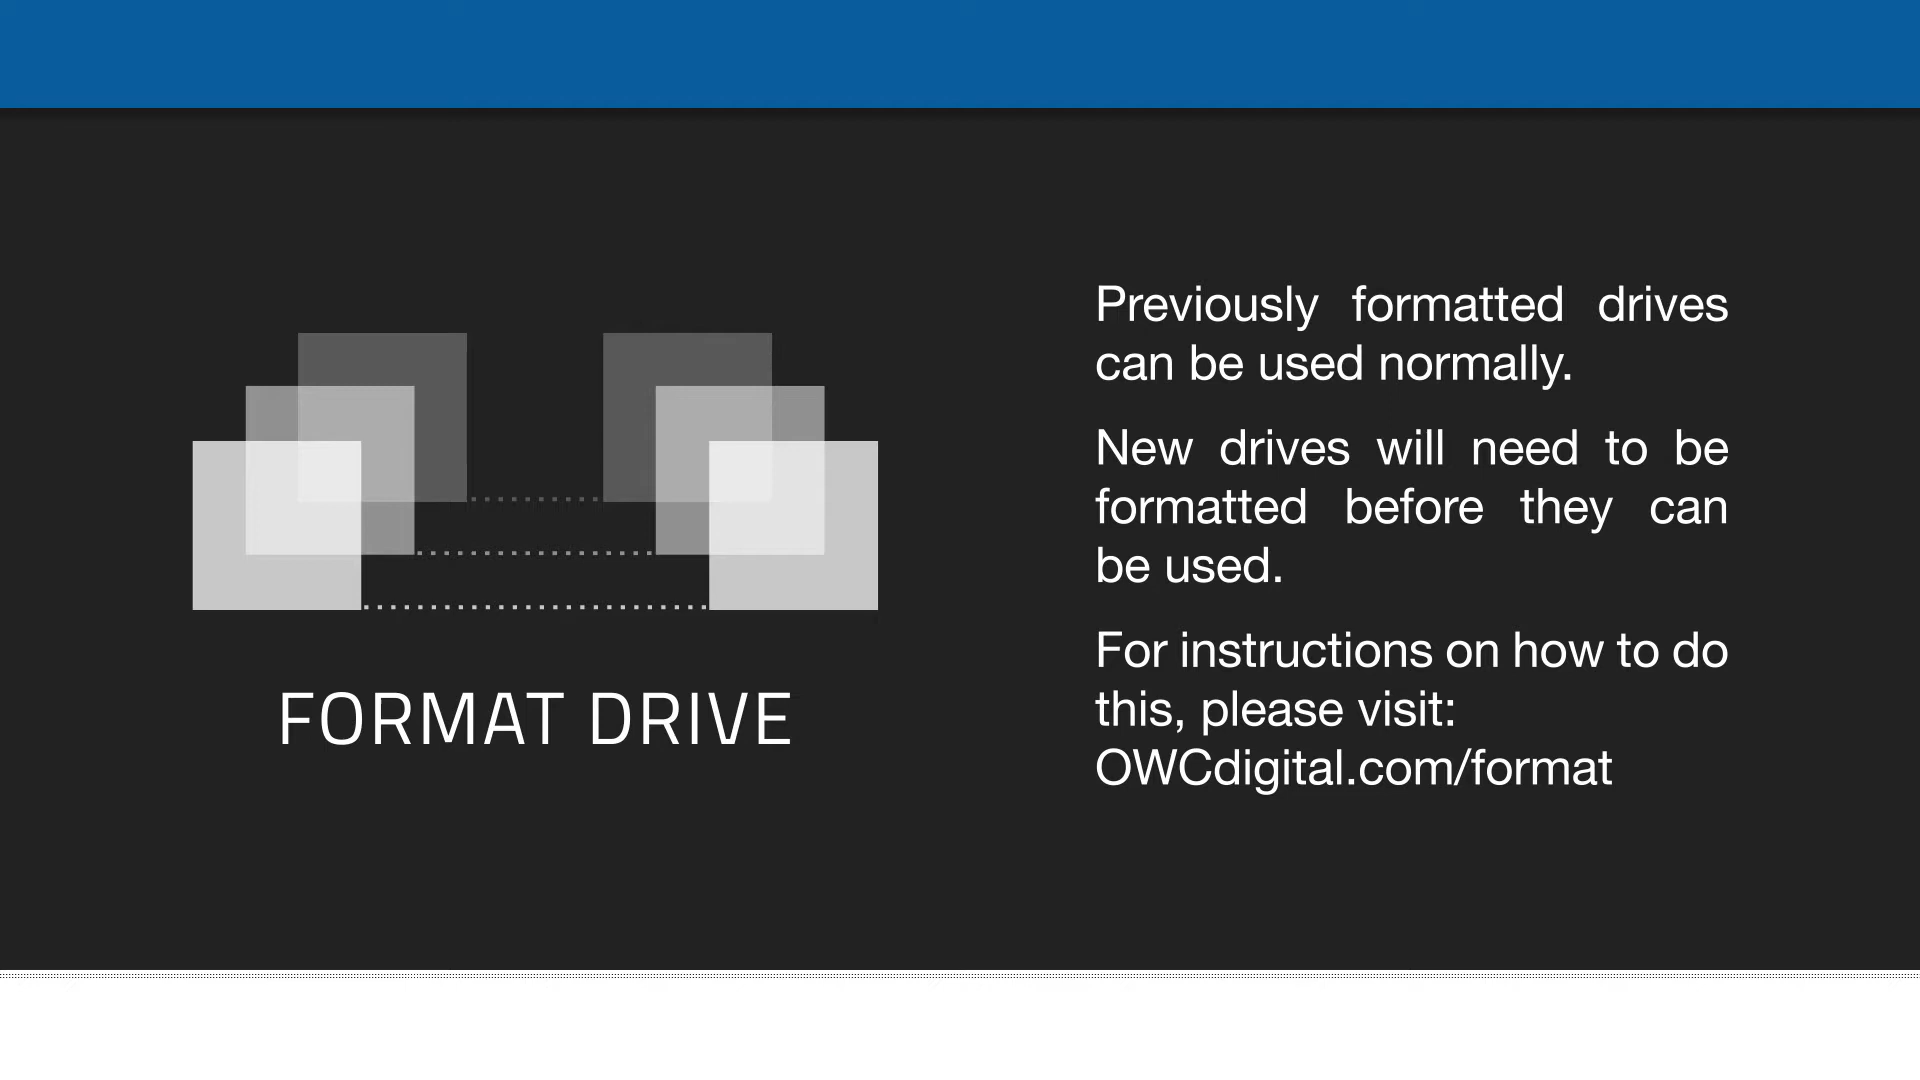 FORMAT DRIVE
Previously formatted drives
can be used normally.
New drives will need to be
formatted before they can
be used.
For instructions on how to do
this, please visit:
OWCdigital.com/format